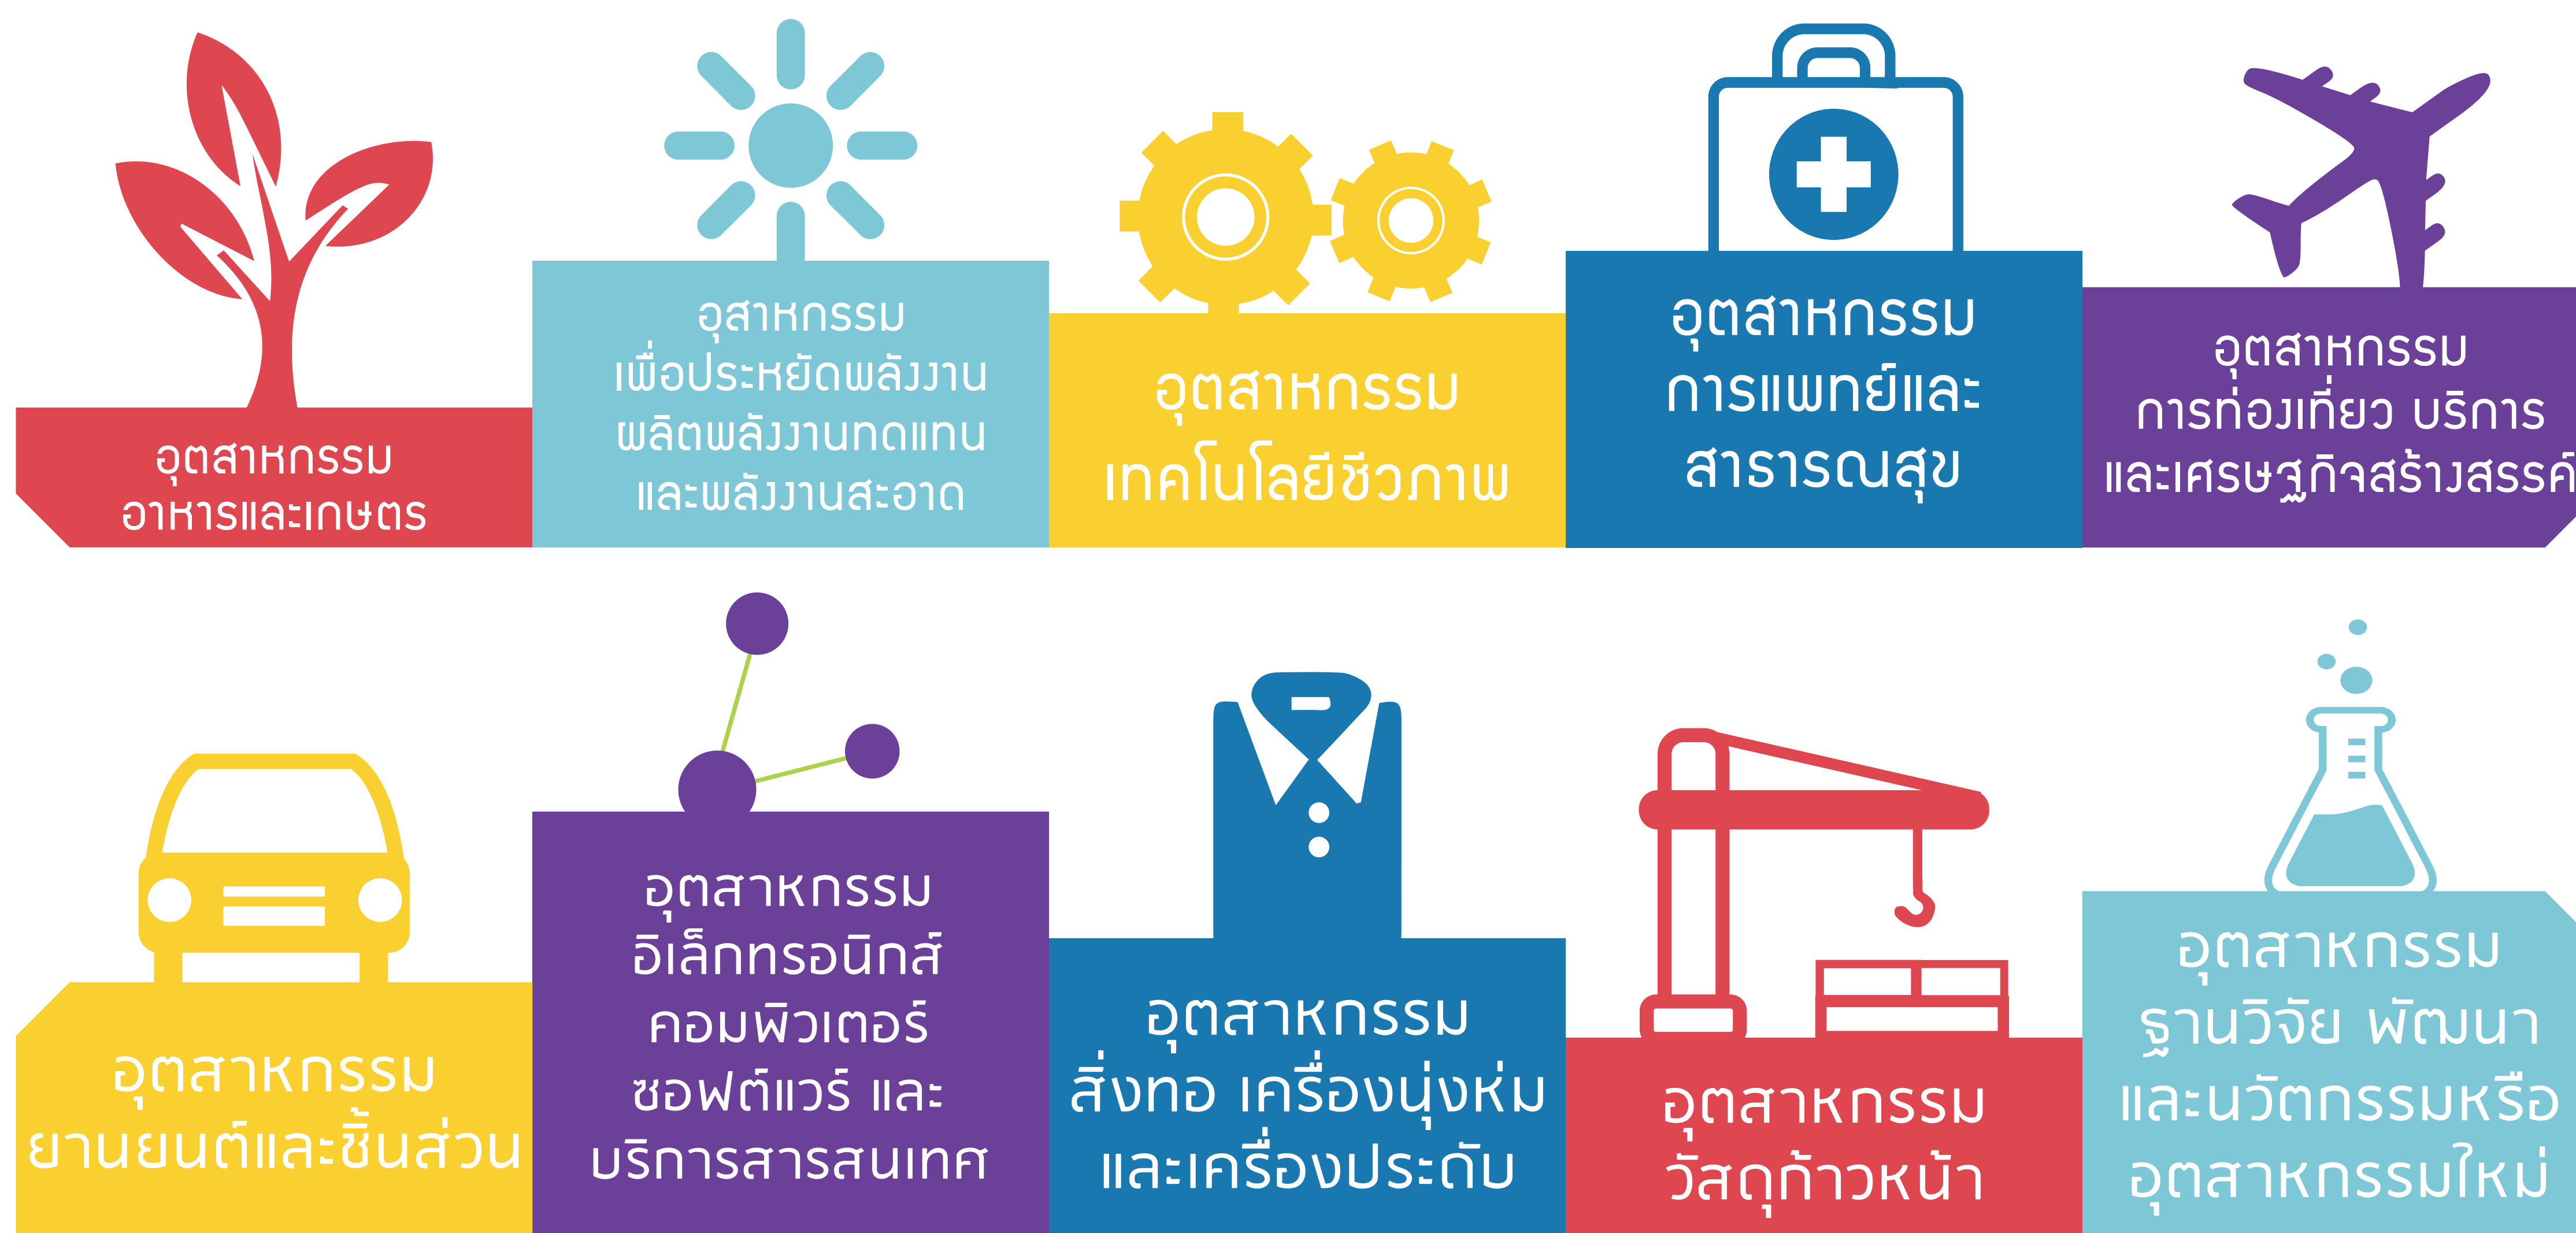 อุตสาหกรรม
อาหารและเกษตร
อุสาหกรรม
เพื่อประหยัดพลังงาน
ผลิตพลังงานทดแทน
และพลังงานสะอาด
อุตสาหกรรม
เทคโนโลยีชีวภาพ
อุตสาหกรรม
การแพทย์และ
สาธารณสุข
อุตสาหกรรม
การท่องเที่ยว บริการ
และเศรษฐกิจสร้างสรรค์
อุตสาหกรรม
ยานยนต์และชิ้นส่วน
อุตสาหกรรม
อิเล็กทรอนิกส์
คอมพิวเตอร์
ซอฟต์แวร์ และ
บริการสารสนเทศ
อุตสาหกรรม
สิ่งทอ เครื่องนุ่งห่ม
และเครื่องประดับ
อุตสาหกรรม
วัสดุก้าวหน้า
อุตสาหกรรม
ฐานวิจัย พัฒนา
และนวัตกรรมหรือ
อุตสาหกรรมใหม่